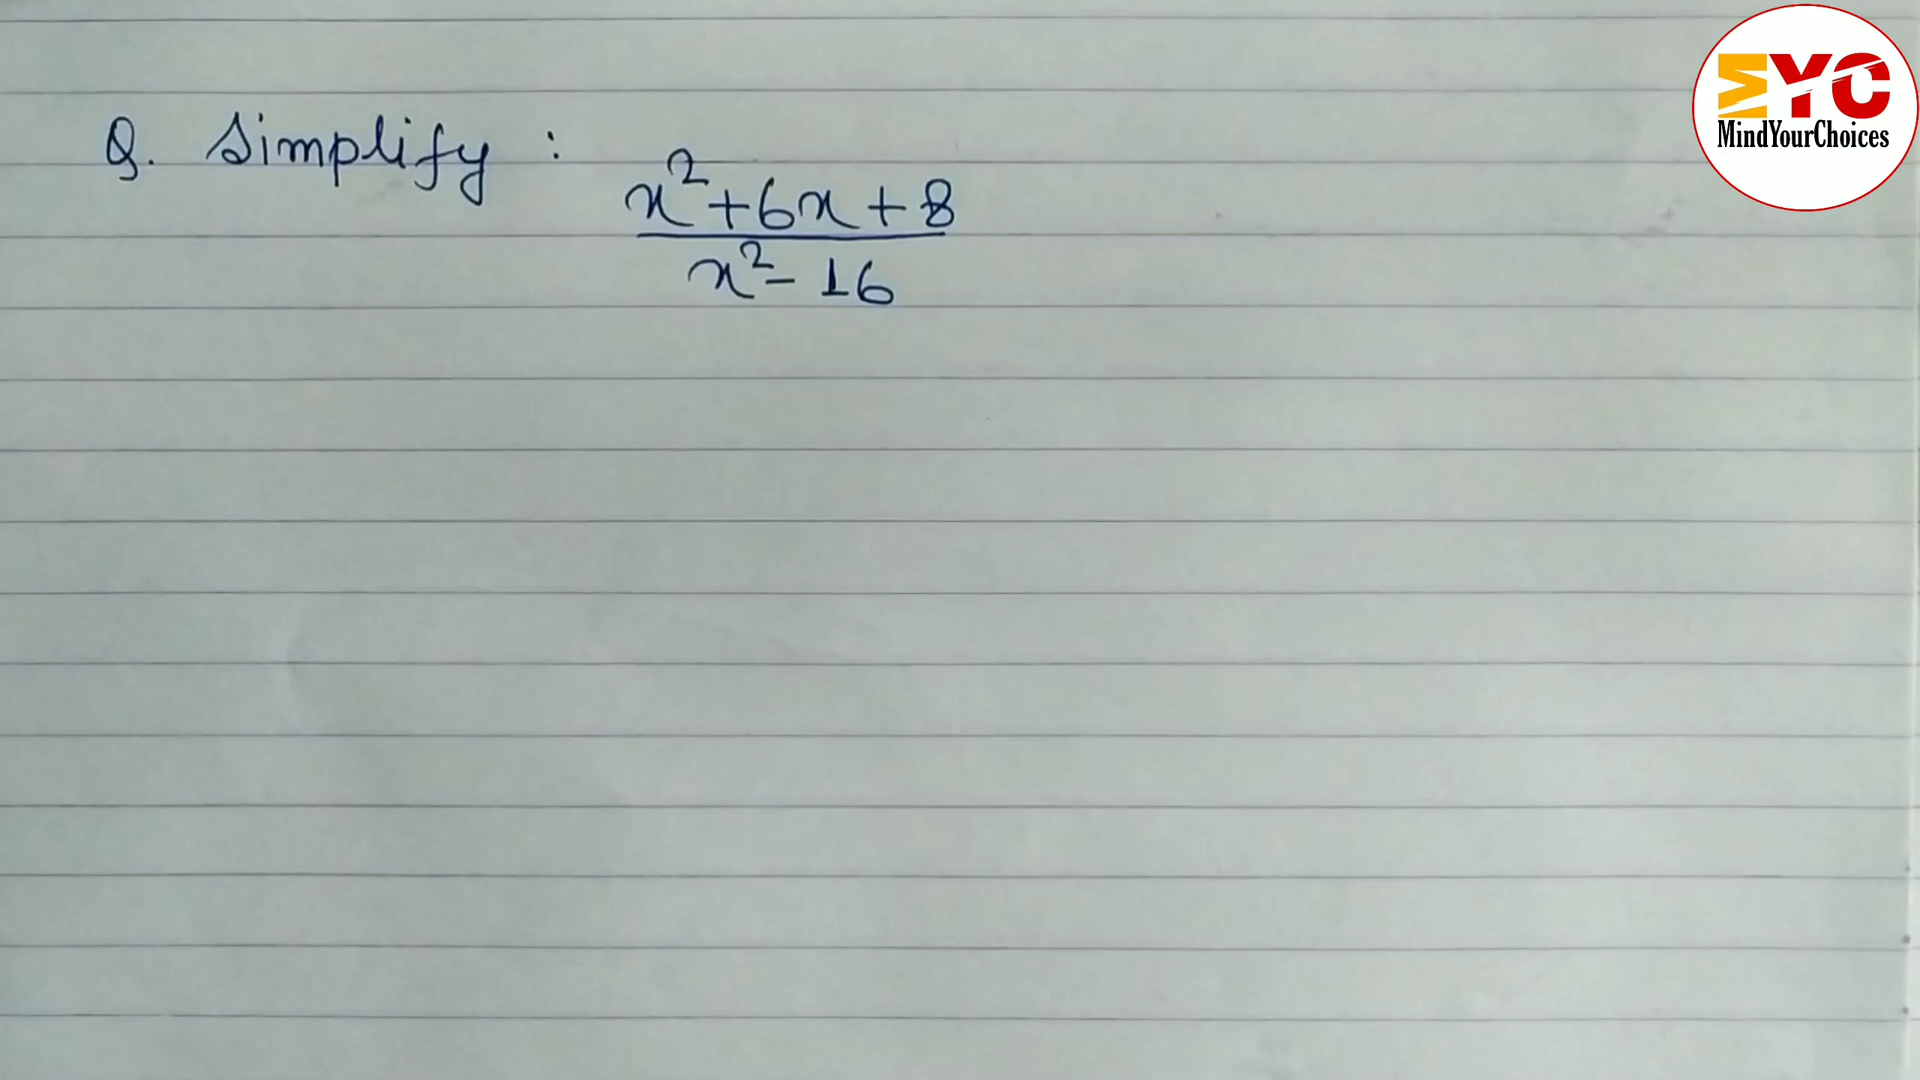 Q. Simplify :
x²+6x+8
x²- 16
MYC
MindYourChoices